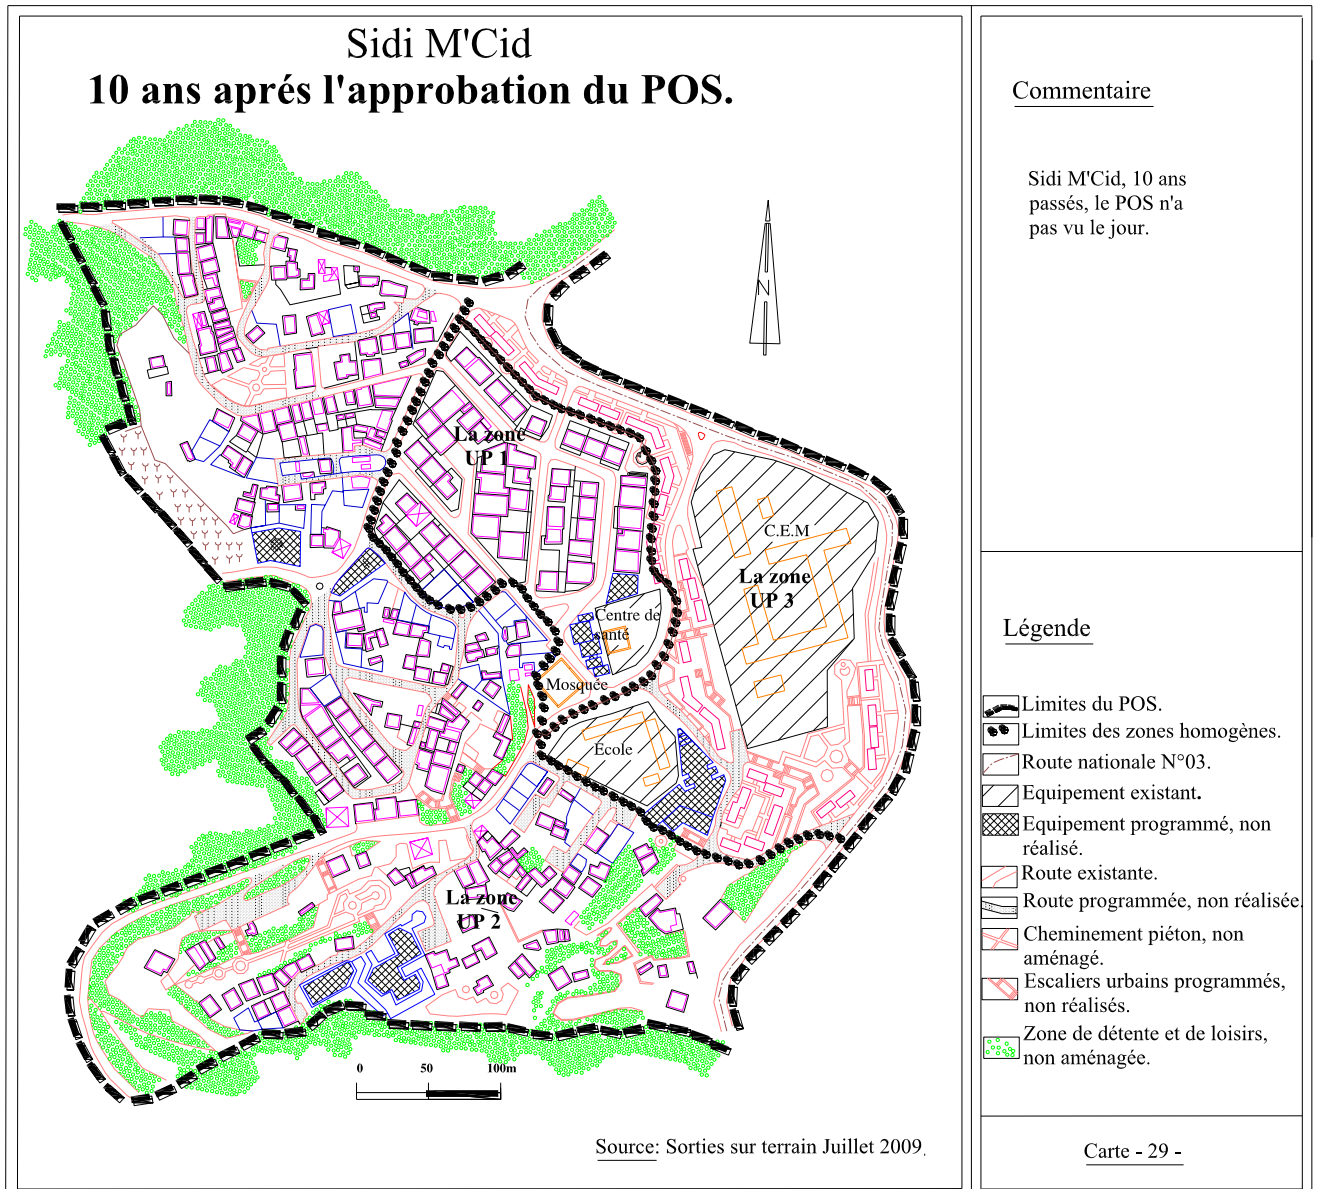 Sidi M'Cid
10 ans aprés l'approbation du POS.
N
La zone
UP 1
C.E.M
La zone
UP 3
Centre de
santé
Mosquée
Ecole
La zone
UP 2
0 50 100m
Source: Sorties sur terrain Juillet 2009.
Commentaire
Sidi M'Cid, 10 ans
passés, le POS n'a
pas vu le jour.
Légende
Limites du POS.
Limites des zones homogènes.
Route nationale N°03.
Equipement existant.
Equipement programmé, non
réalisé.
Route existante.
Route programmée, non réalisée.
Cheminement piéton, non
aménagé.
Escaliers urbains programmés,
non réalisés.
Zone de détente et de loisirs,
non aménagée.
Carte - 29 -